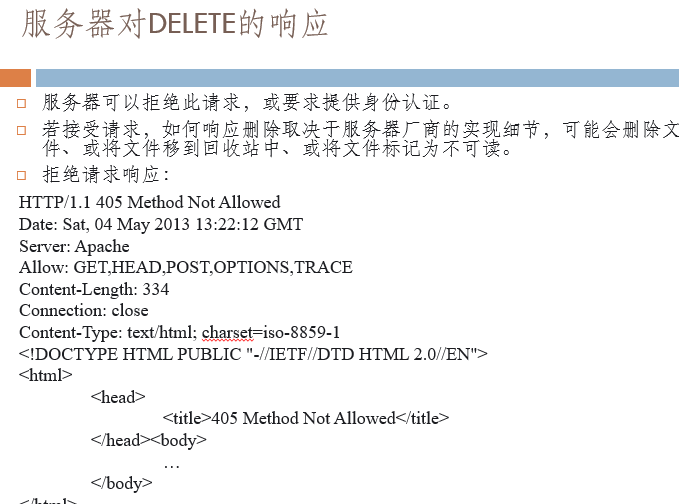 服务器对DELETE的响应
服务器可以拒绝此请求，或要求提供身份认证。
若接受请求，如何响应删除取决于服务器厂商的实现细节，可能会删除文
件、或将文件移到回收站中、或将文件标记为不可读。
拒绝请求响应：
HTTP/1.1 405 Method Not Allowed
Date: Sat, 04 May 2013 13:22:12 GMT
Server: Apache
Allow: GET,HEAD,POST,OPTIONS,TRACE
Content-Length: 334
Connection: close
Content-Type: text/html; charset=iso-8859-1
<!DOCTYPE HTML PUBLIC "-//IETF//DTD HTML 2.0//EN">
<html>
<head>
<title>405 Method Not Allowed</title>
</head><body>
…
</body>
</html>